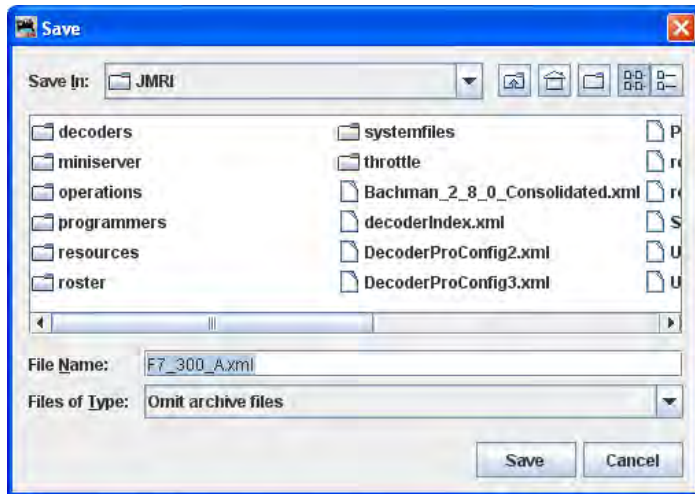 Save
Save In: JMRI
decoders
miniserver
operations
programmers
resources
roster
systemfiles
throttle
Bachman_2_8_0_Consolidated.xml
decoderIndex.xml
DecoderProConfig2.xml
DecoderProConfig3.xml
File Name: F7_300_A.xml
Files of Type: Omit archive files
Save Cancel